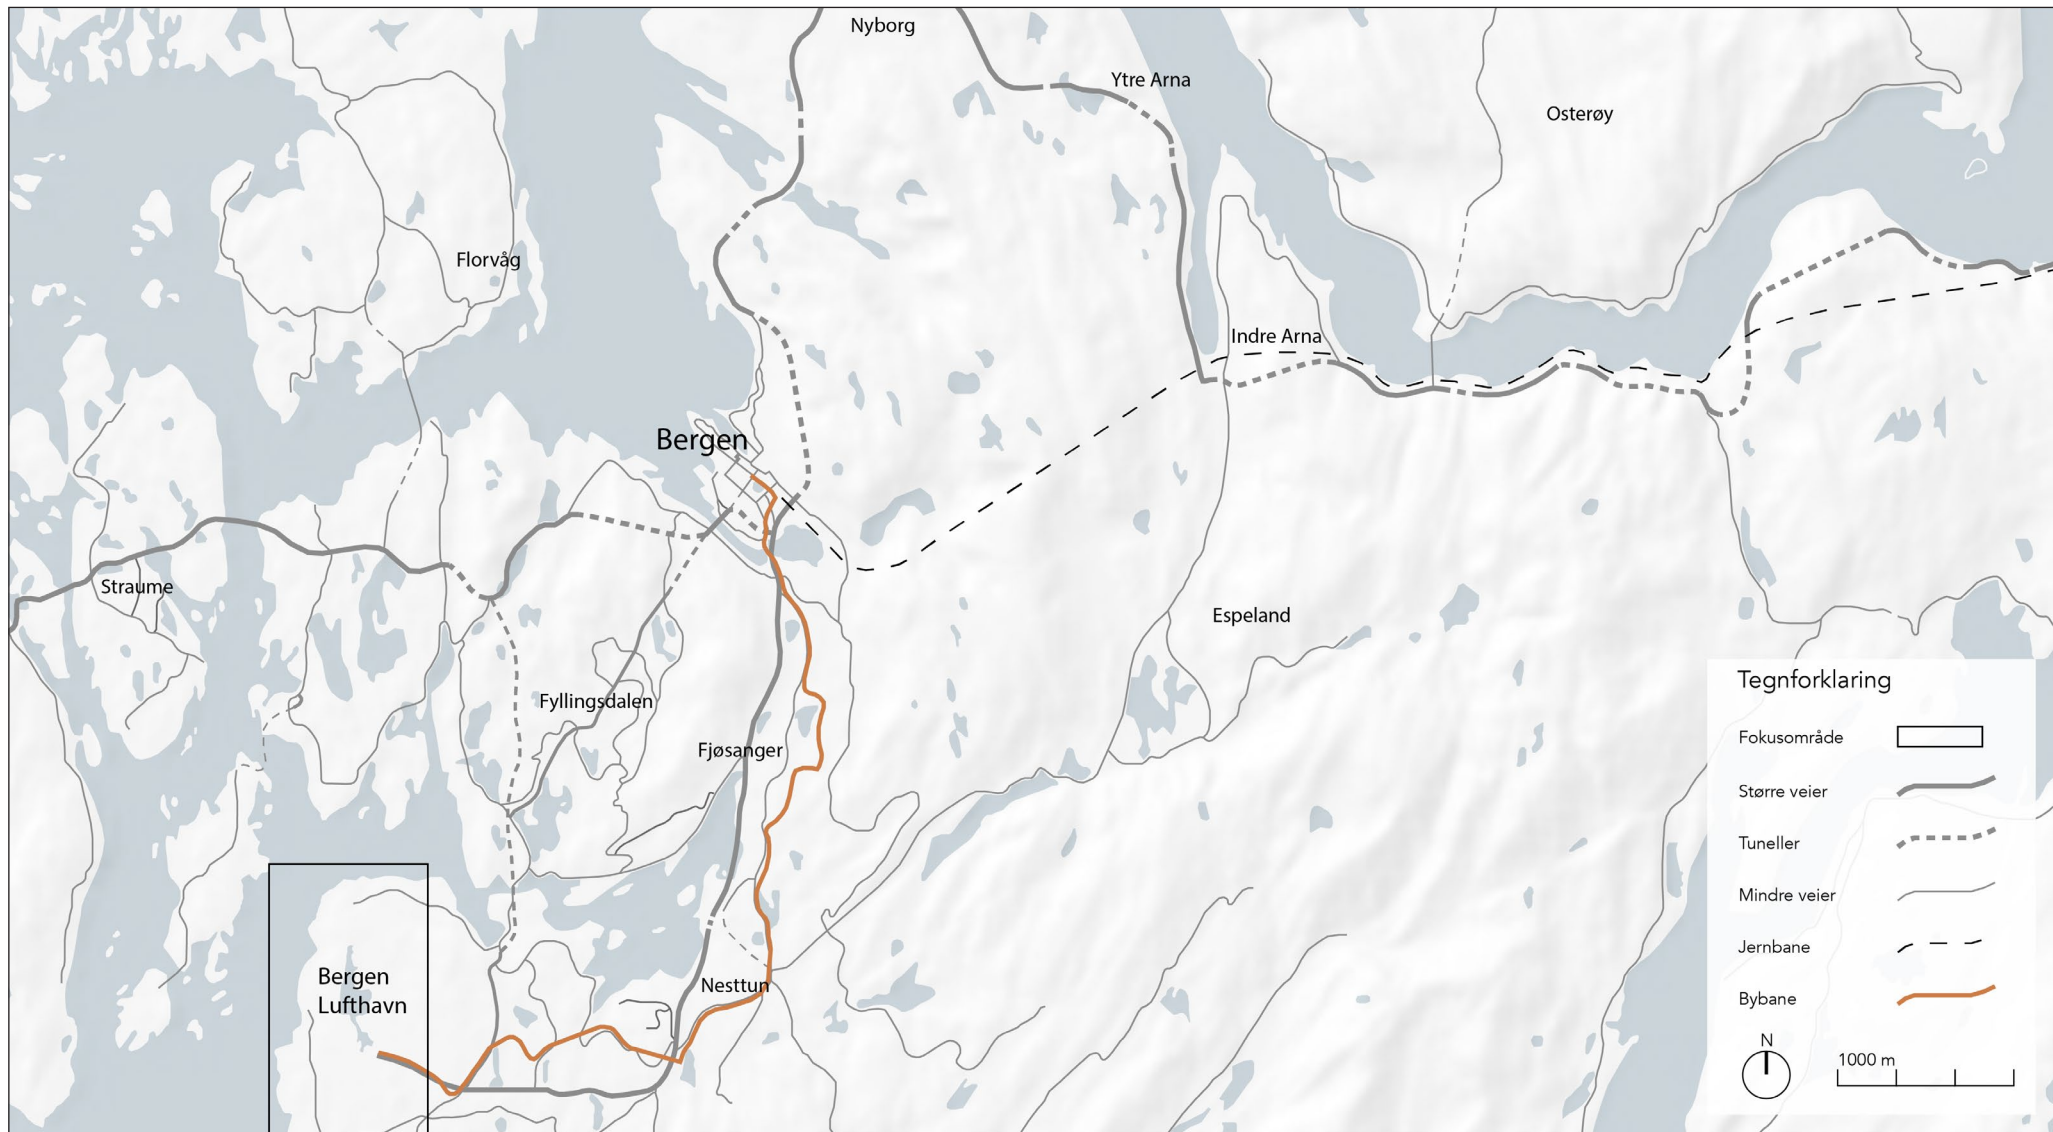 Nyborg
Ytre Arna
Osterøy
Florvåg
Indre Arna
Bergen
Straume
Espeland
Fyllingsdalen
Fjøsanger
Bergen
Lufthavn
Nesttun
Tegnforklaring
Fokusområde
Større veier
Tuneller
Mindre veier
Jernbane
Bybane
N
1000 m